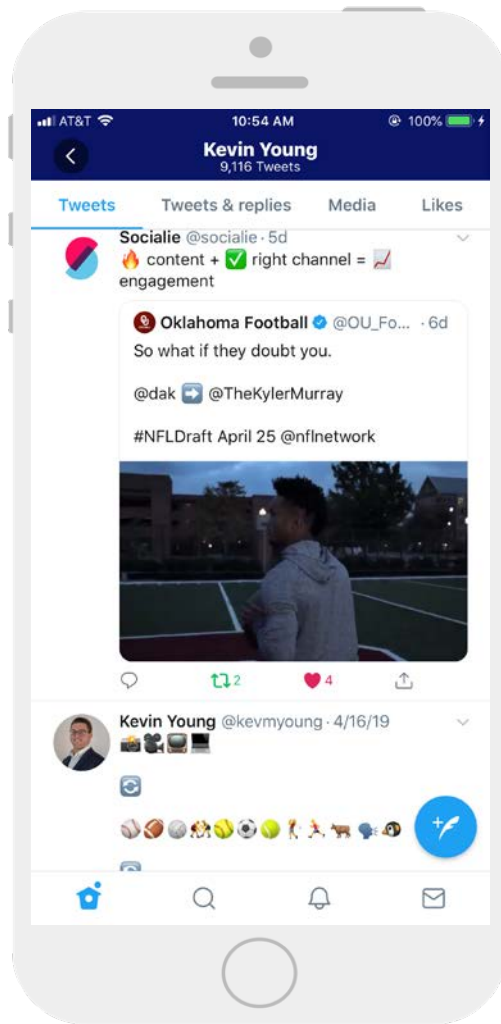 AT&T 10:54 AM 100%
Kevin Young
9,116 Tweets
Tweets Tweets & replies Media Likes
Socialie @socialie · 5d
🔥 content + ✅ right channel = 📈
engagement
Oklahoma Football @OU_Fo... · 6d
So what if they doubt you.
@dak ➡️ @TheKylerMurray
#NFLDraft April 25 @nflnetwork
2 4
Kevin Young @kevmyoung · 4/16/19